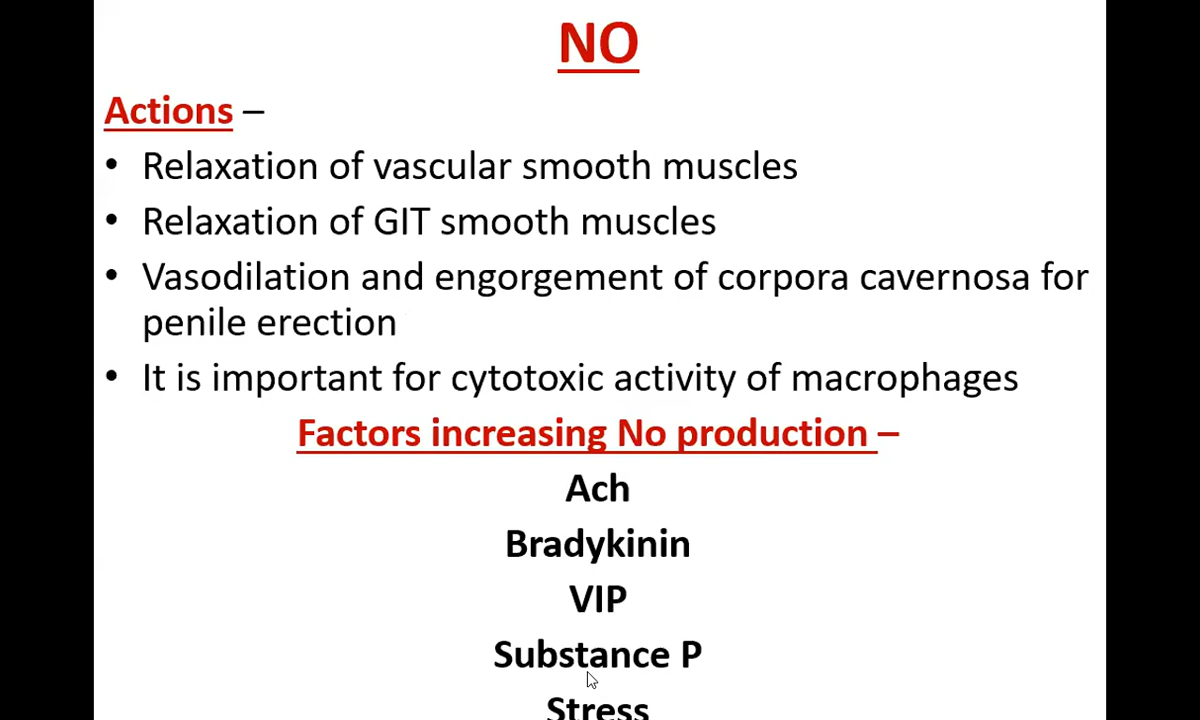 NO
Actions –
• Relaxation of vascular smooth muscles
• Relaxation of GIT smooth muscles
• Vasodilation and engorgement of corpora cavernosa for
penile erection
• It is important for cytotoxic activity of macrophages
Factors increasing No production –
Ach
Bradykinin
VIP
Substance P
Stress